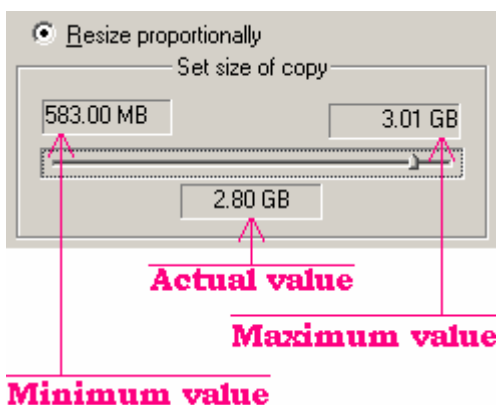 Resize proportionally
Set size of copy
583.00 MB
3.01 GB
2.80 GB
Actual value
Maximum value
Minimum value